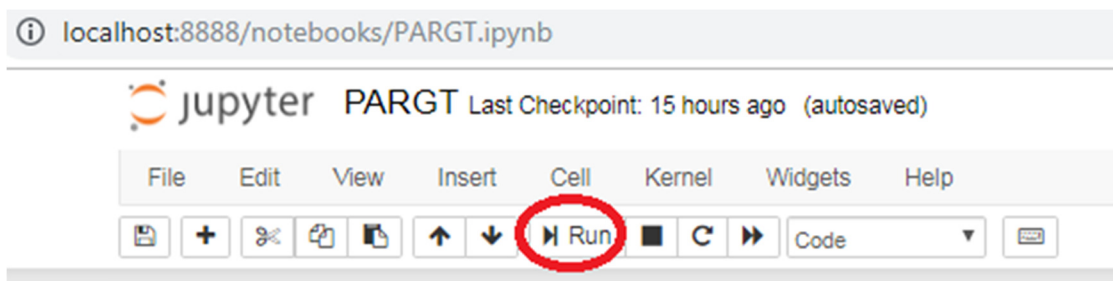 localhost:8888/notebooks/PARGT.ipynb
jupyter PARGT Last Checkpoint: 15 hours ago (autosaved)
File Edit View Insert Cell Kernel Widgets Help
Run Code